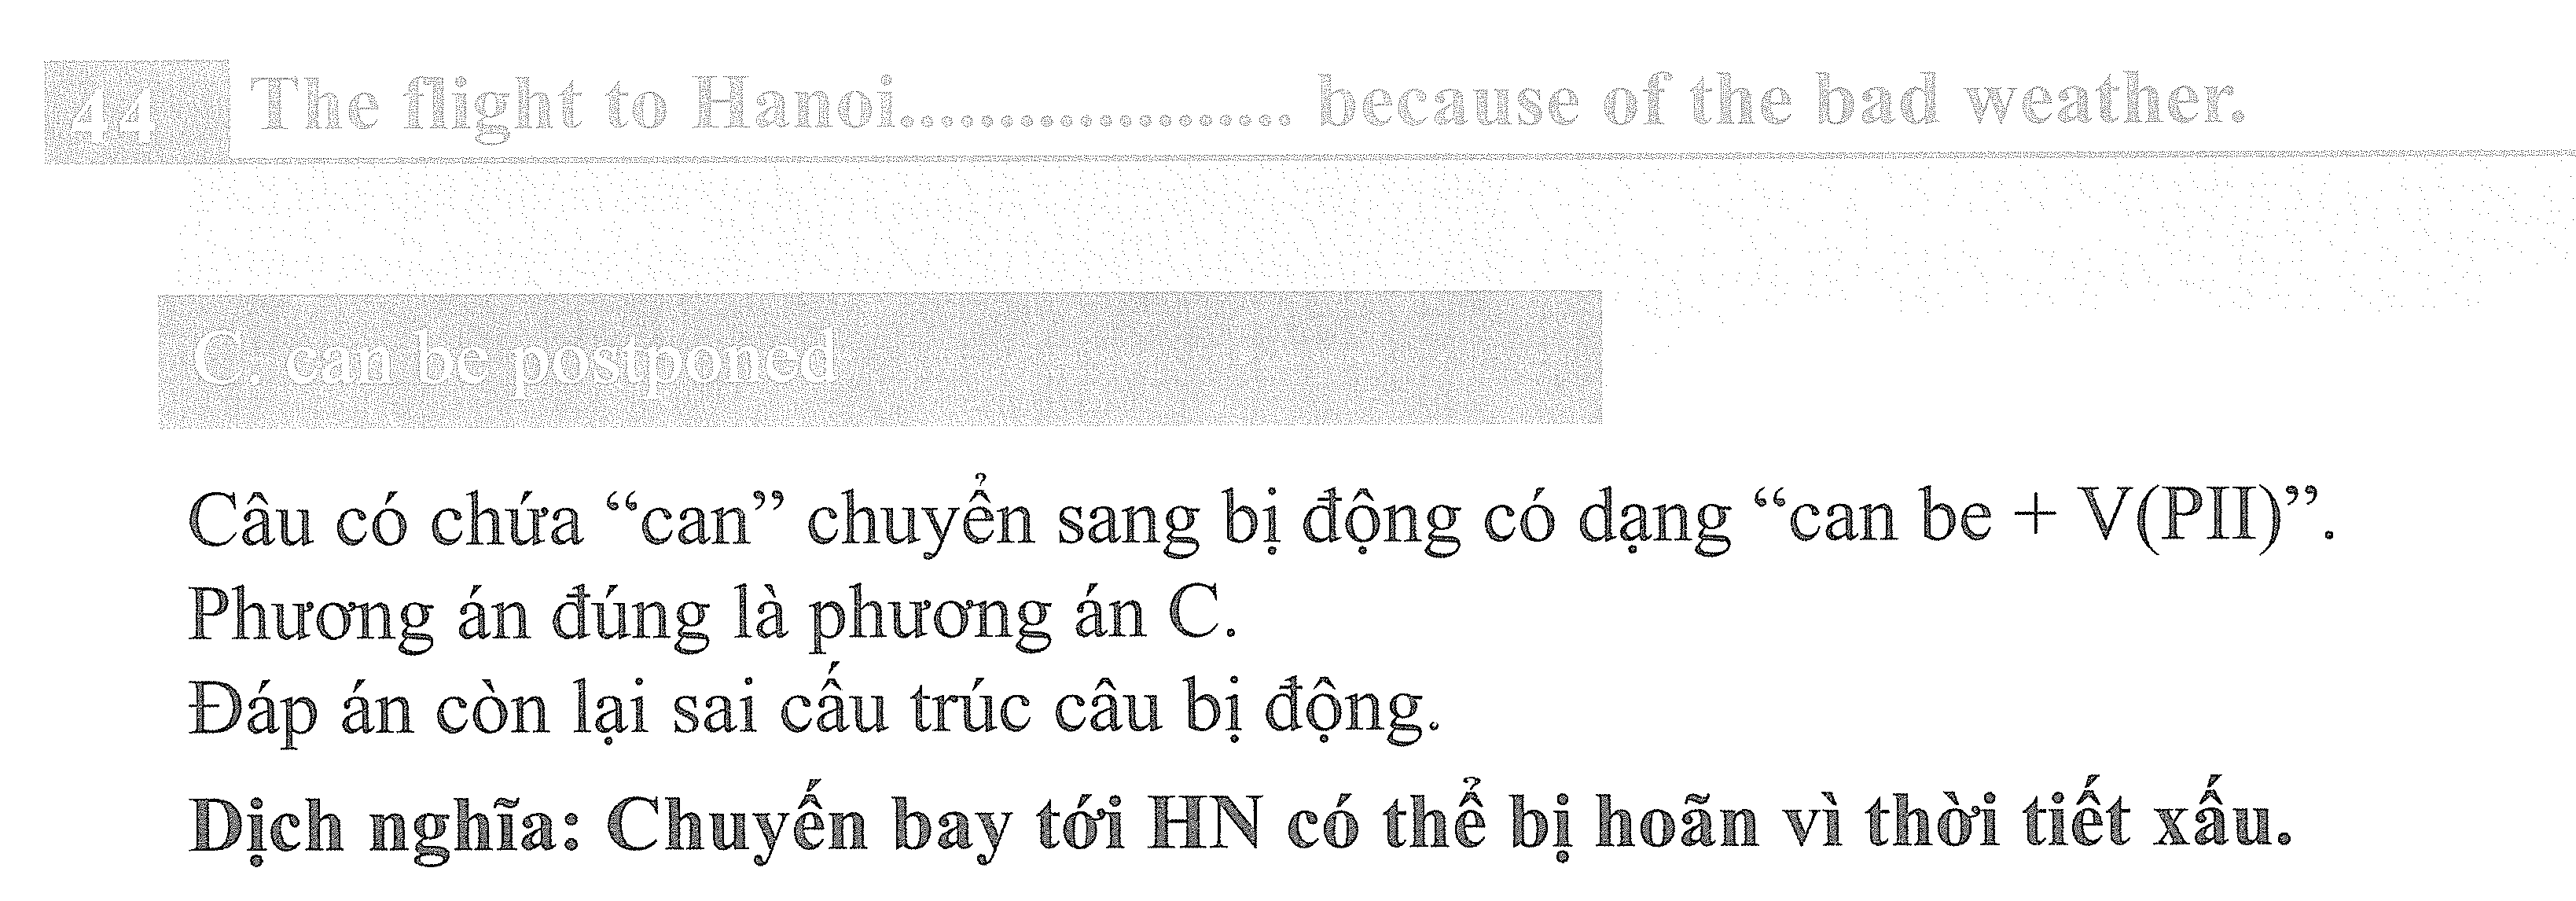 44 The flight to Hanoi.................... because of the bad weather.
C. can be postponed
Câu có chứa “can” chuyển sang bị động có dạng “can be + V(PII)”.
Phương án đúng là phương án C.
Đáp án còn lại sai cấu trúc câu bị động.
Dịch nghĩa: Chuyến bay tới HN có thể bị hoãn vì thời tiết xấu.